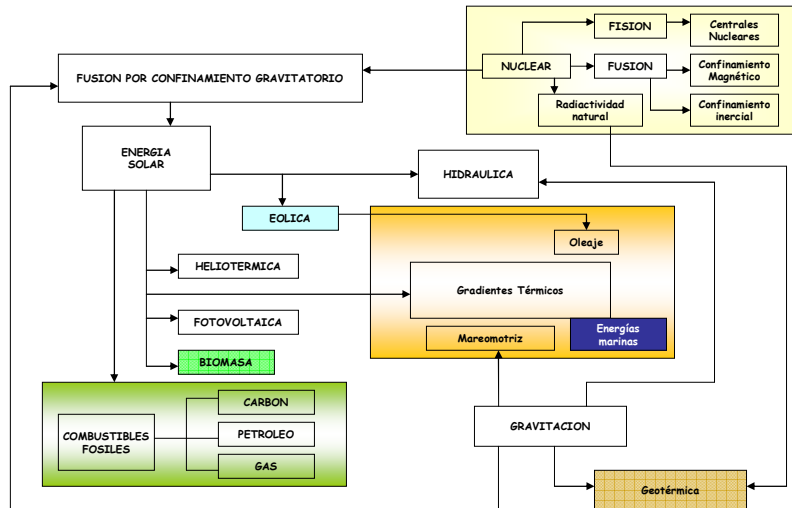 FISION
Centrales
Nucleares
FUSION POR CONFINAMIENTO GRAVITATORIO
NUCLEAR
FUSION
Confinamiento
Magnético
Radiactividad
natural
Confinamiento
inercial
ENERGIA
SOLAR
HIDRAULICA
EOLICA
Oleaje
HELIOTERMICA
Gradientes Térmicos
FOTOVOLTAICA
Mareomotriz
Energías
marinas
BIOMASA
CARBON
COMBUSTIBLES
FOSILES
PETROLEO
GAS
GRAVITACION
Geotérmica